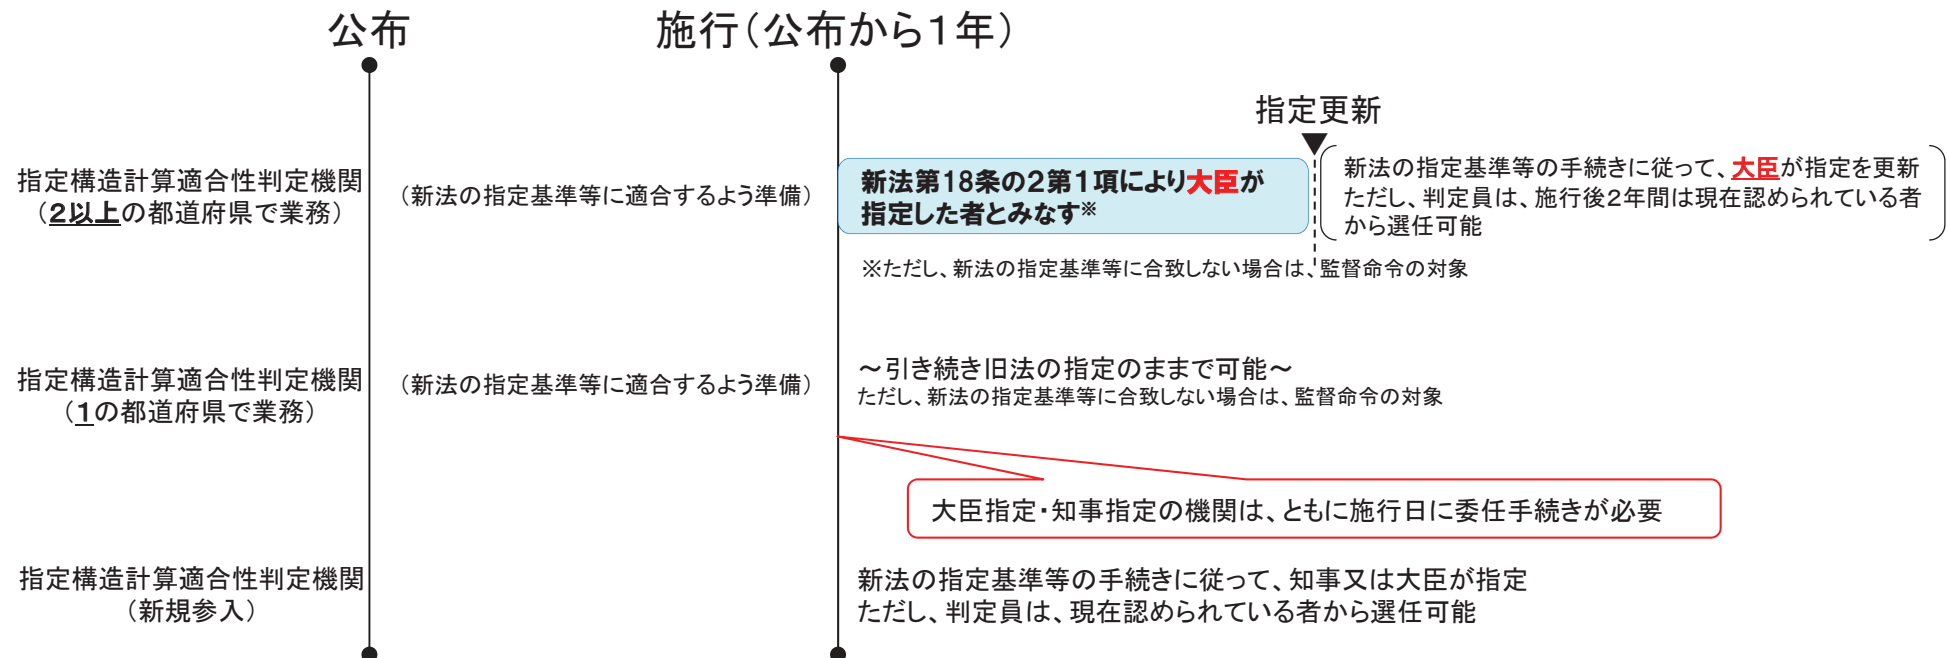 公布
施行(公布から1年)
指定更新
指定構造計算適合性判定機関
(2以上の都道府県で業務)
(新法の指定基準等に適合するよう準備)
新法第18条の2第1項により大臣が
指定した者とみなす※
新法の指定基準等の手続きに従って、大臣が指定を更新
ただし、判定員は、施行後2年間は現在認められている者
から選任可能
※ただし、新法の指定基準等に合致しない場合は、監督命令の対象
指定構造計算適合性判定機関
(1の都道府県で業務)
(新法の指定基準等に適合するよう準備)
～引き続き旧法の指定のままで可能～
ただし、新法の指定基準等に合致しない場合は、監督命令の対象
大臣指定・知事指定の機関は、ともに施行日に委任手続きが必要
指定構造計算適合性判定機関
(新規参入)
新法の指定基準等の手続きに従って、知事又は大臣が指定
ただし、判定員は、現在認められている者から選任可能